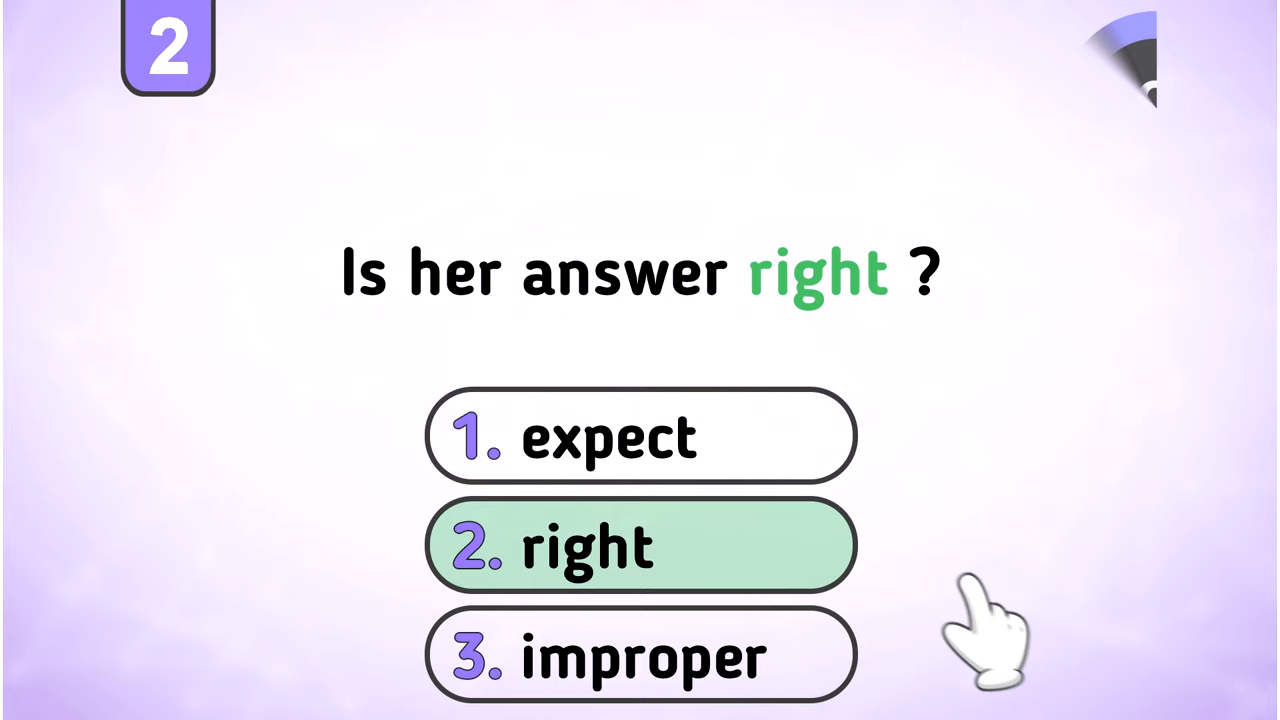 2
Is her answer right ?
1. expect
2. right
3. improper